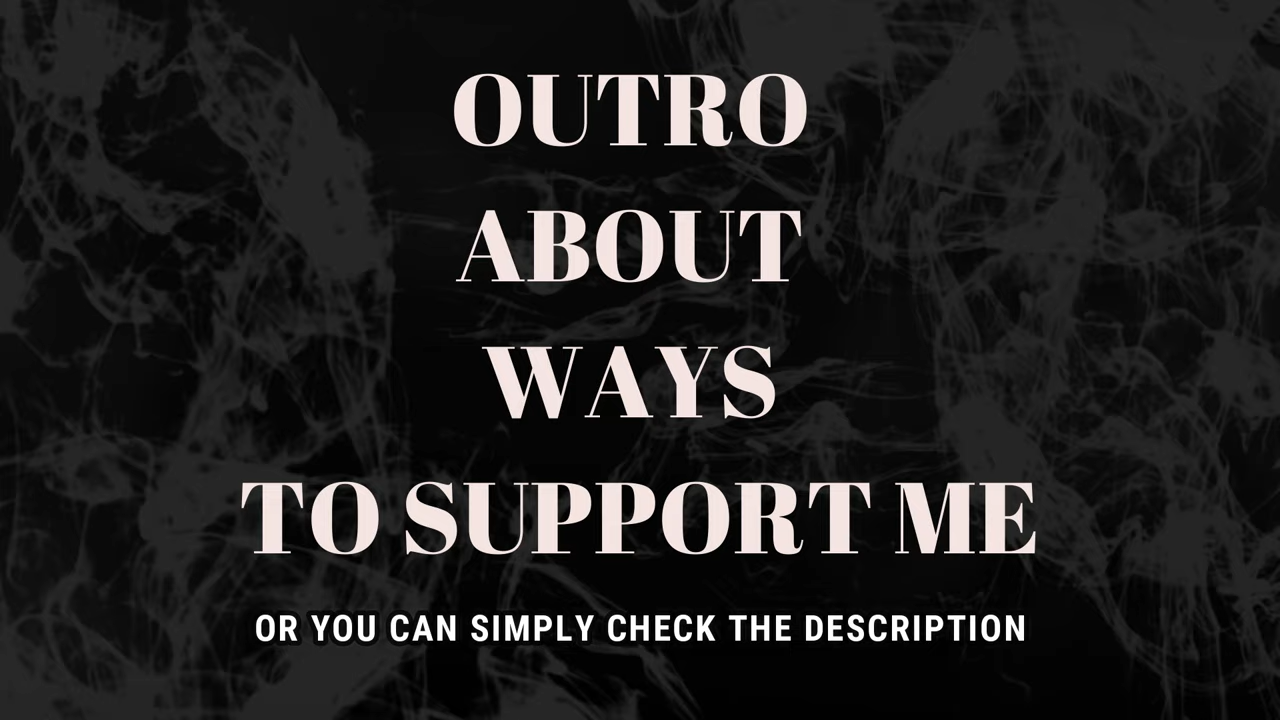 OUTRO
ABOUT
WAYS
TO SUPPORT ME
OR YOU CAN SIMPLY CHECK THE DESCRIPTION